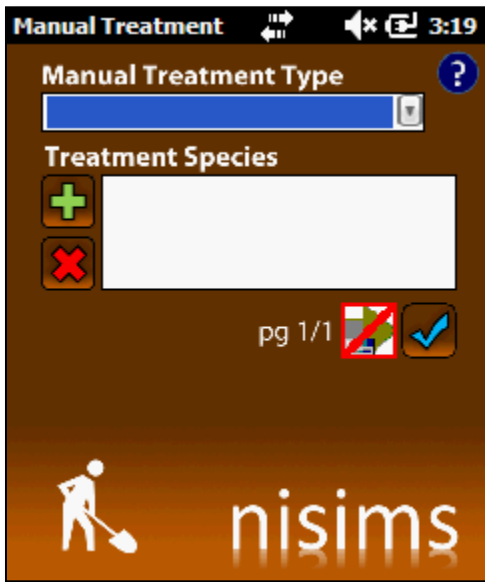 Manual Treatment 3:19
Manual Treatment Type
?
Treatment Species
pg 1/1
nisims